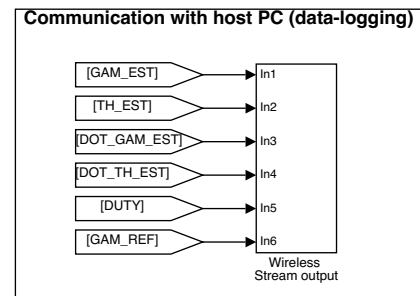 Communication with host PC (data-logging)
[GAM_EST]
In1
[TH_EST]
In2
[DOT_GAM_EST]
In3
[DOT_TH_EST]
In4
[DUTY]
In5
[GAM_REF]
In6
Wireless
Stream output